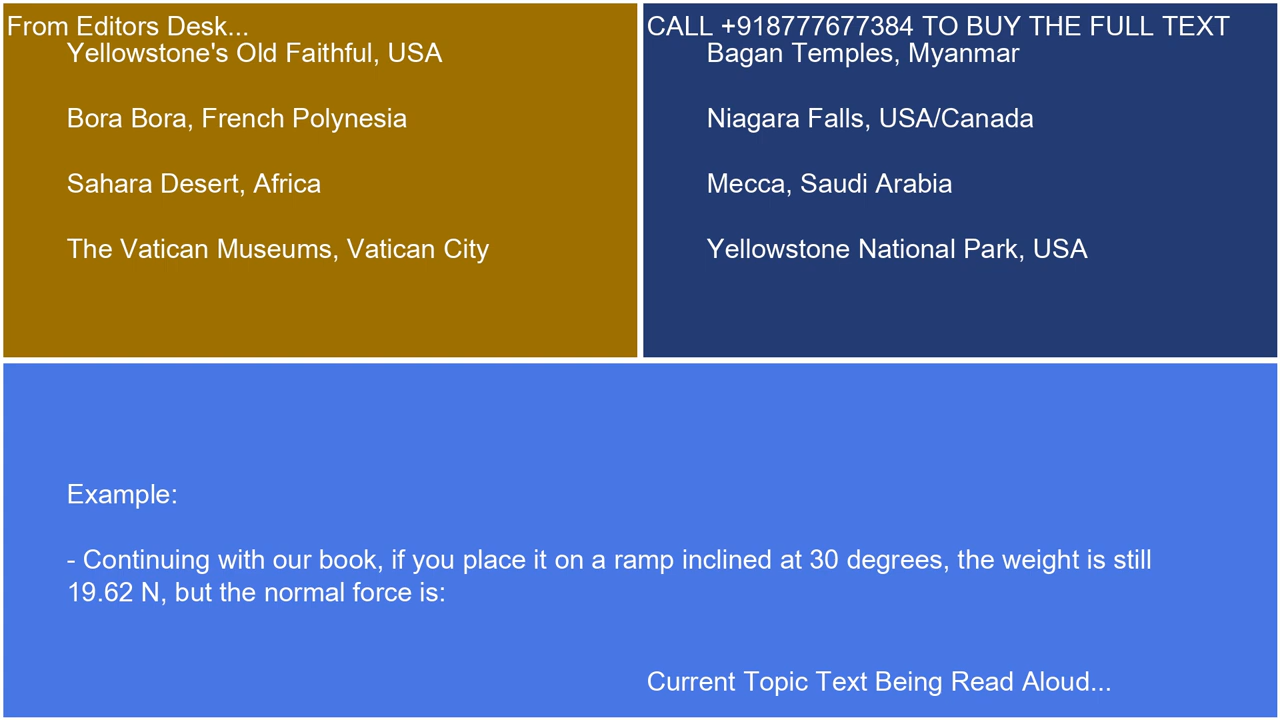 From Editors Desk...
Yellowstone's Old Faithful, USA
Bora Bora, French Polynesia
Sahara Desert, Africa
The Vatican Museums, Vatican City
CALL +918777677384 TO BUY THE FULL TEXT
Bagan Temples, Myanmar
Niagara Falls, USA/Canada
Mecca, Saudi Arabia
Yellowstone National Park, USA
Example:
- Continuing with our book, if you place it on a ramp inclined at 30 degrees, the weight is still
19.62 N, but the normal force is:
Current Topic Text Being Read Aloud...